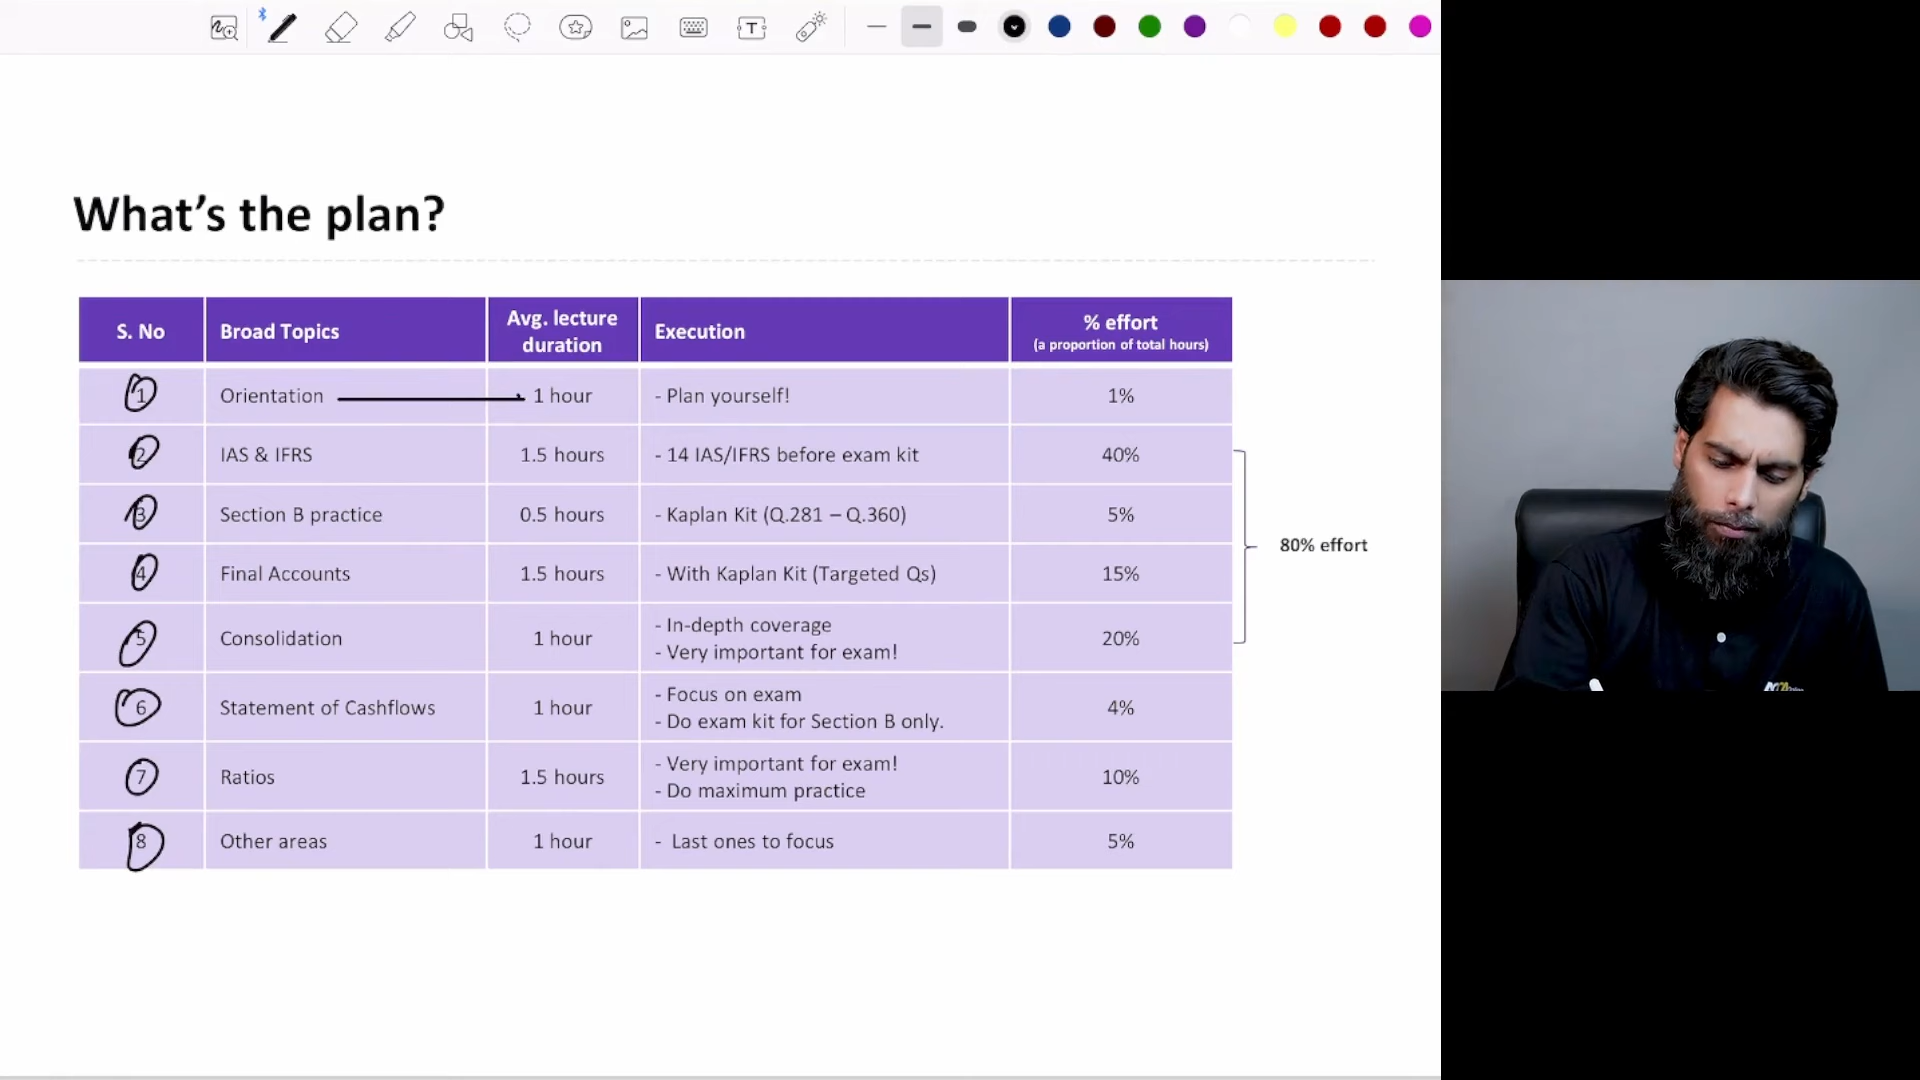 What's the plan?
S. No Broad Topics Avg. lecture duration Execution % effort (a proportion of total hours)
1 Orientation 1 hour - Plan yourself! 1%
2 IAS & IFRS 1.5 hours - 14 IAS/IFRS before exam kit 40%
3 Section B practice 0.5 hours - Kaplan Kit (Q.281 – Q.360) 5%
80% effort
4 Final Accounts 1.5 hours - With Kaplan Kit (Targeted Qs) 15%
5 Consolidation 1 hour - In-depth coverage - Very important for exam! 20%
6 Statement of Cashflows 1 hour - Focus on exam - Do exam kit for Section B only. 4%
7 Ratios 1.5 hours - Very important for exam! - Do maximum practice 10%
8 Other areas 1 hour - Last ones to focus 5%